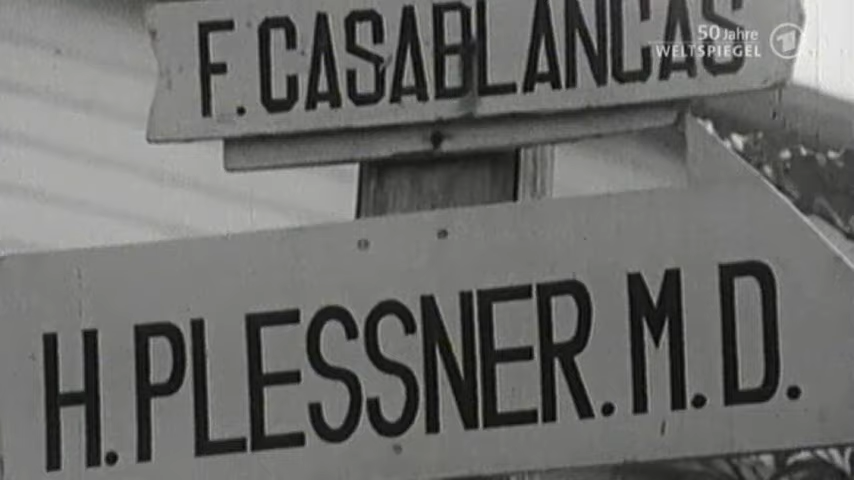 F. CASABLANCAS
50 Jahre
WELTSPIEGEL
H. PLESSNER. M. D.